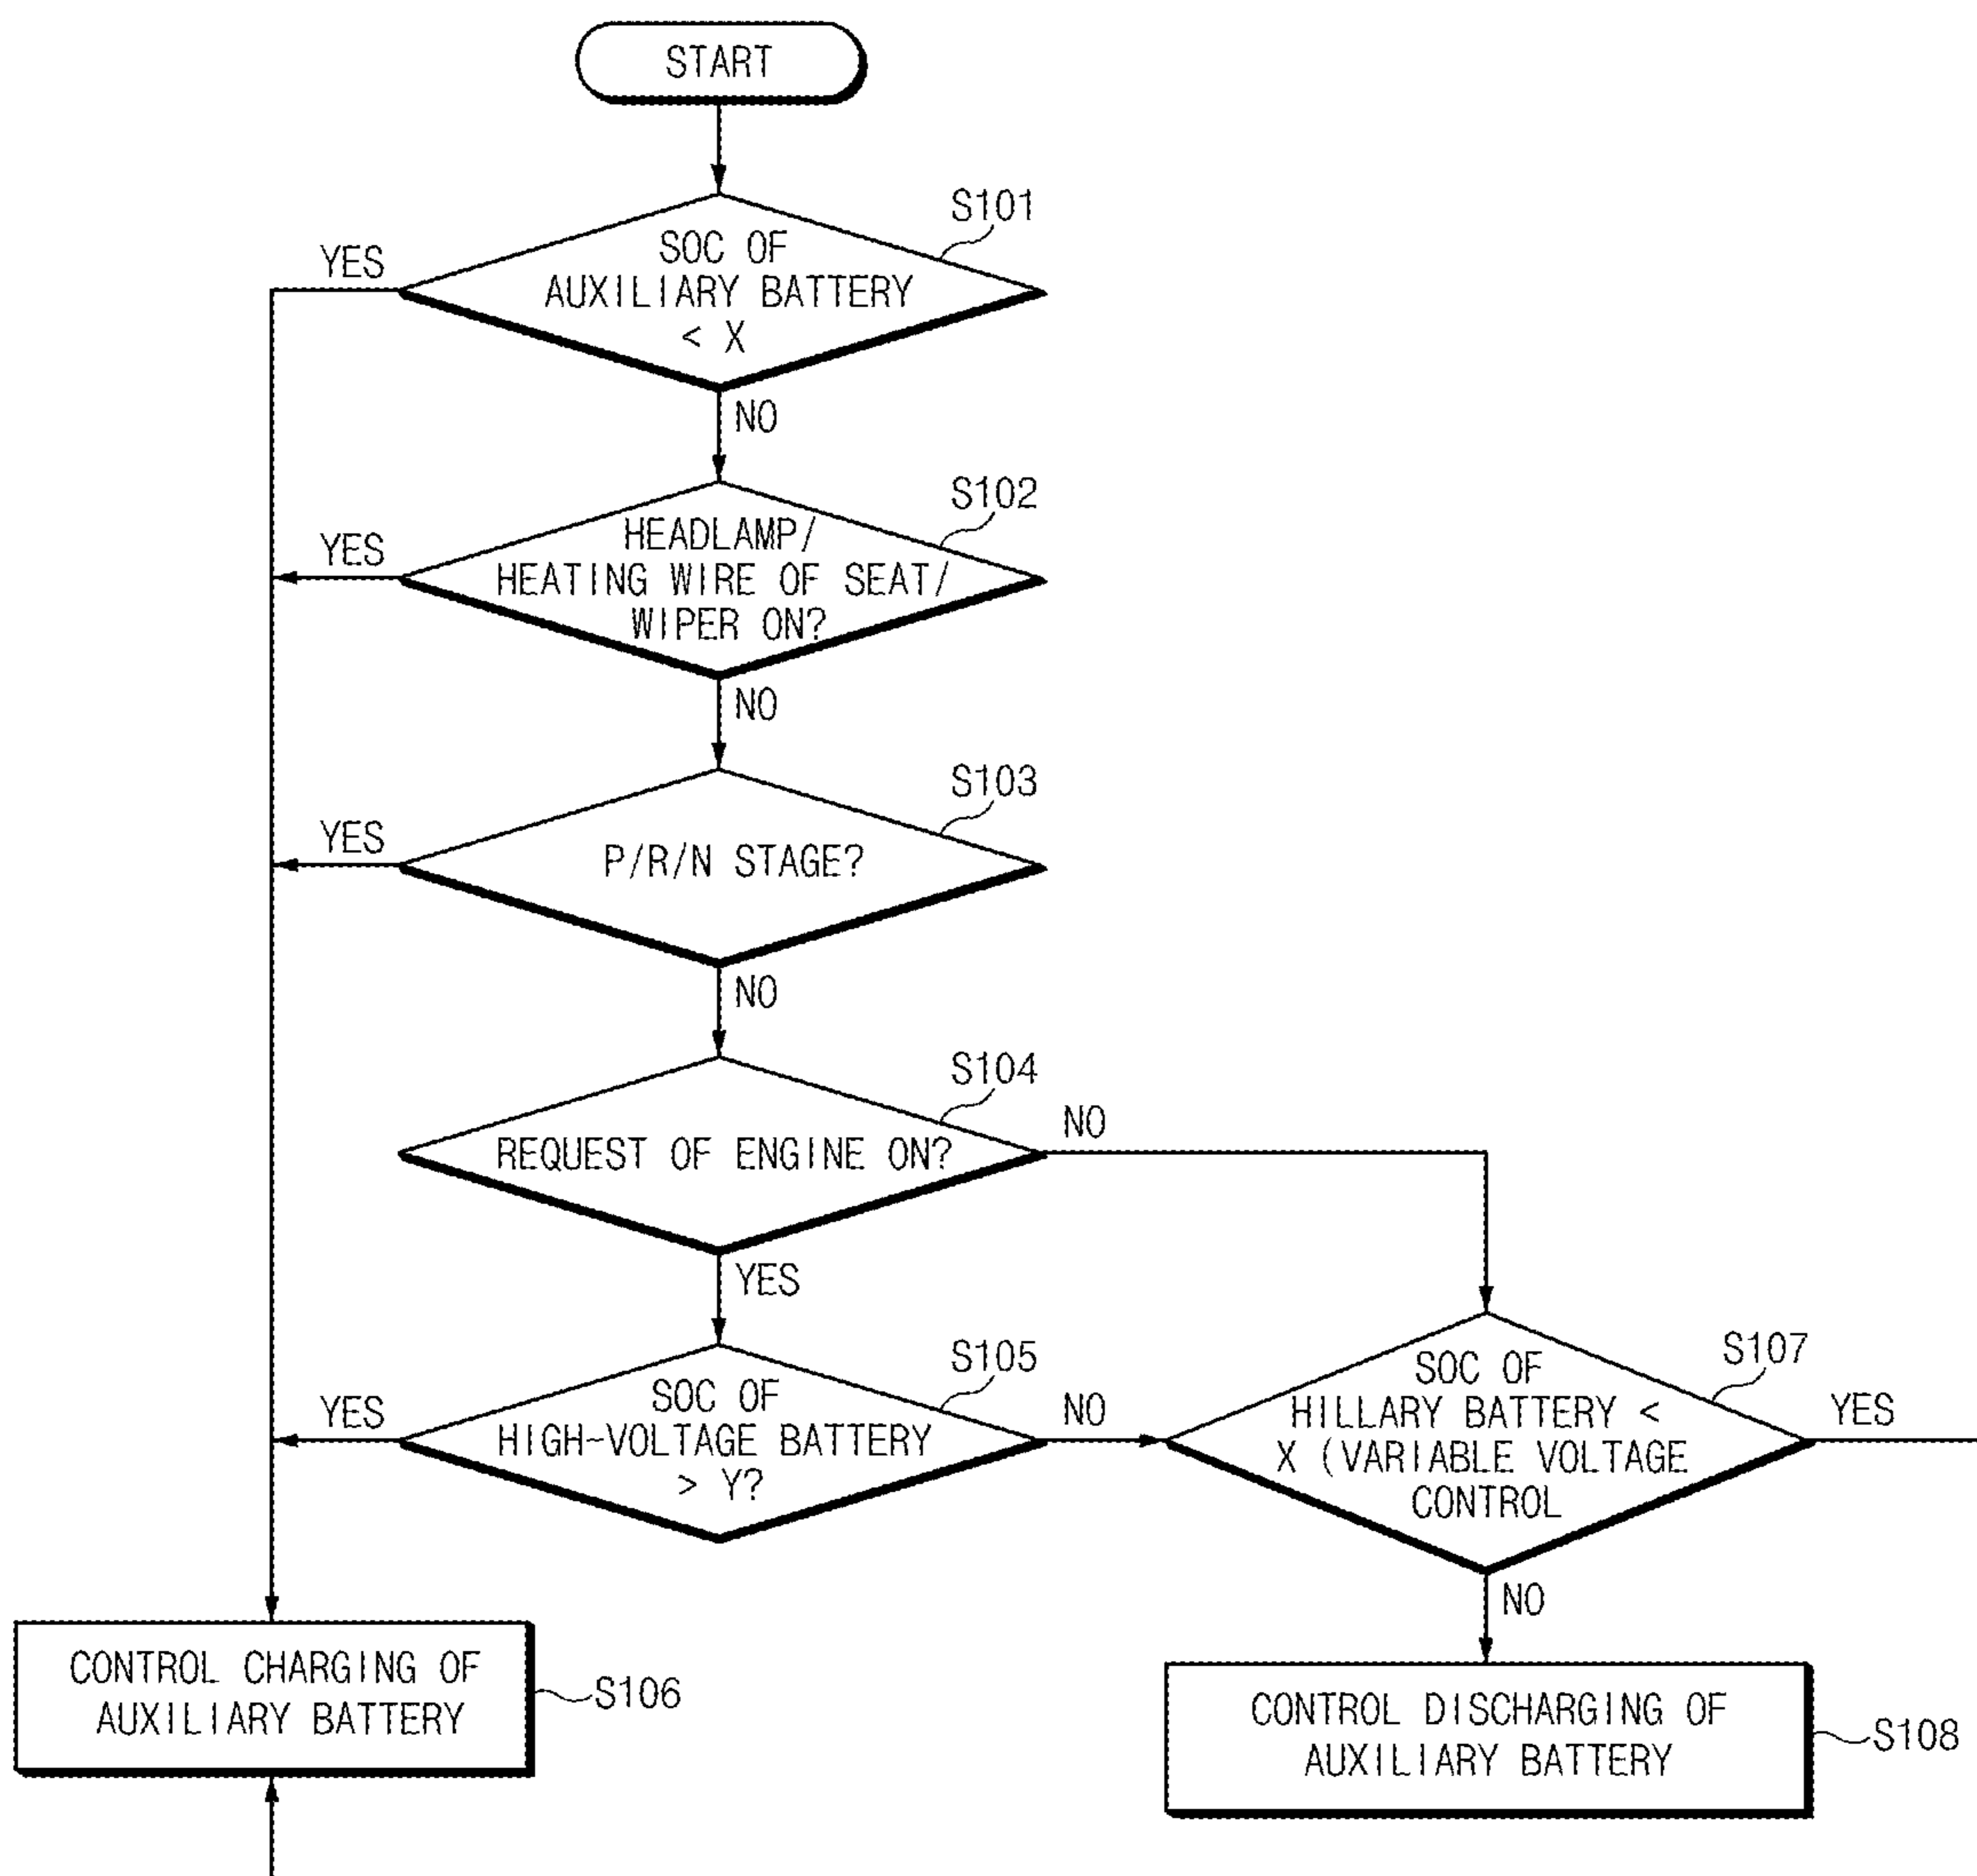 START
S101
SOC OF
AUXILIARY BATTERY
< X
YES
NO
S102
HEADLAMP/
HEATING WIRE OF SEAT/
WIPER ON?
YES
NO
S103
P/R/N STAGE?
YES
NO
S104
REQUEST OF ENGINE ON?
NO
YES
S105
SOC OF
HIGH-VOLTAGE BATTERY
> Y?
YES
NO
S107
SOC OF
HILLARY BATTERY <
X (VARIABLE VOLTAGE
CONTROL
YES
NO
CONTROL CHARGING OF
AUXILIARY BATTERY
S106
CONTROL DISCHARGING OF
AUXILIARY BATTERY
S108